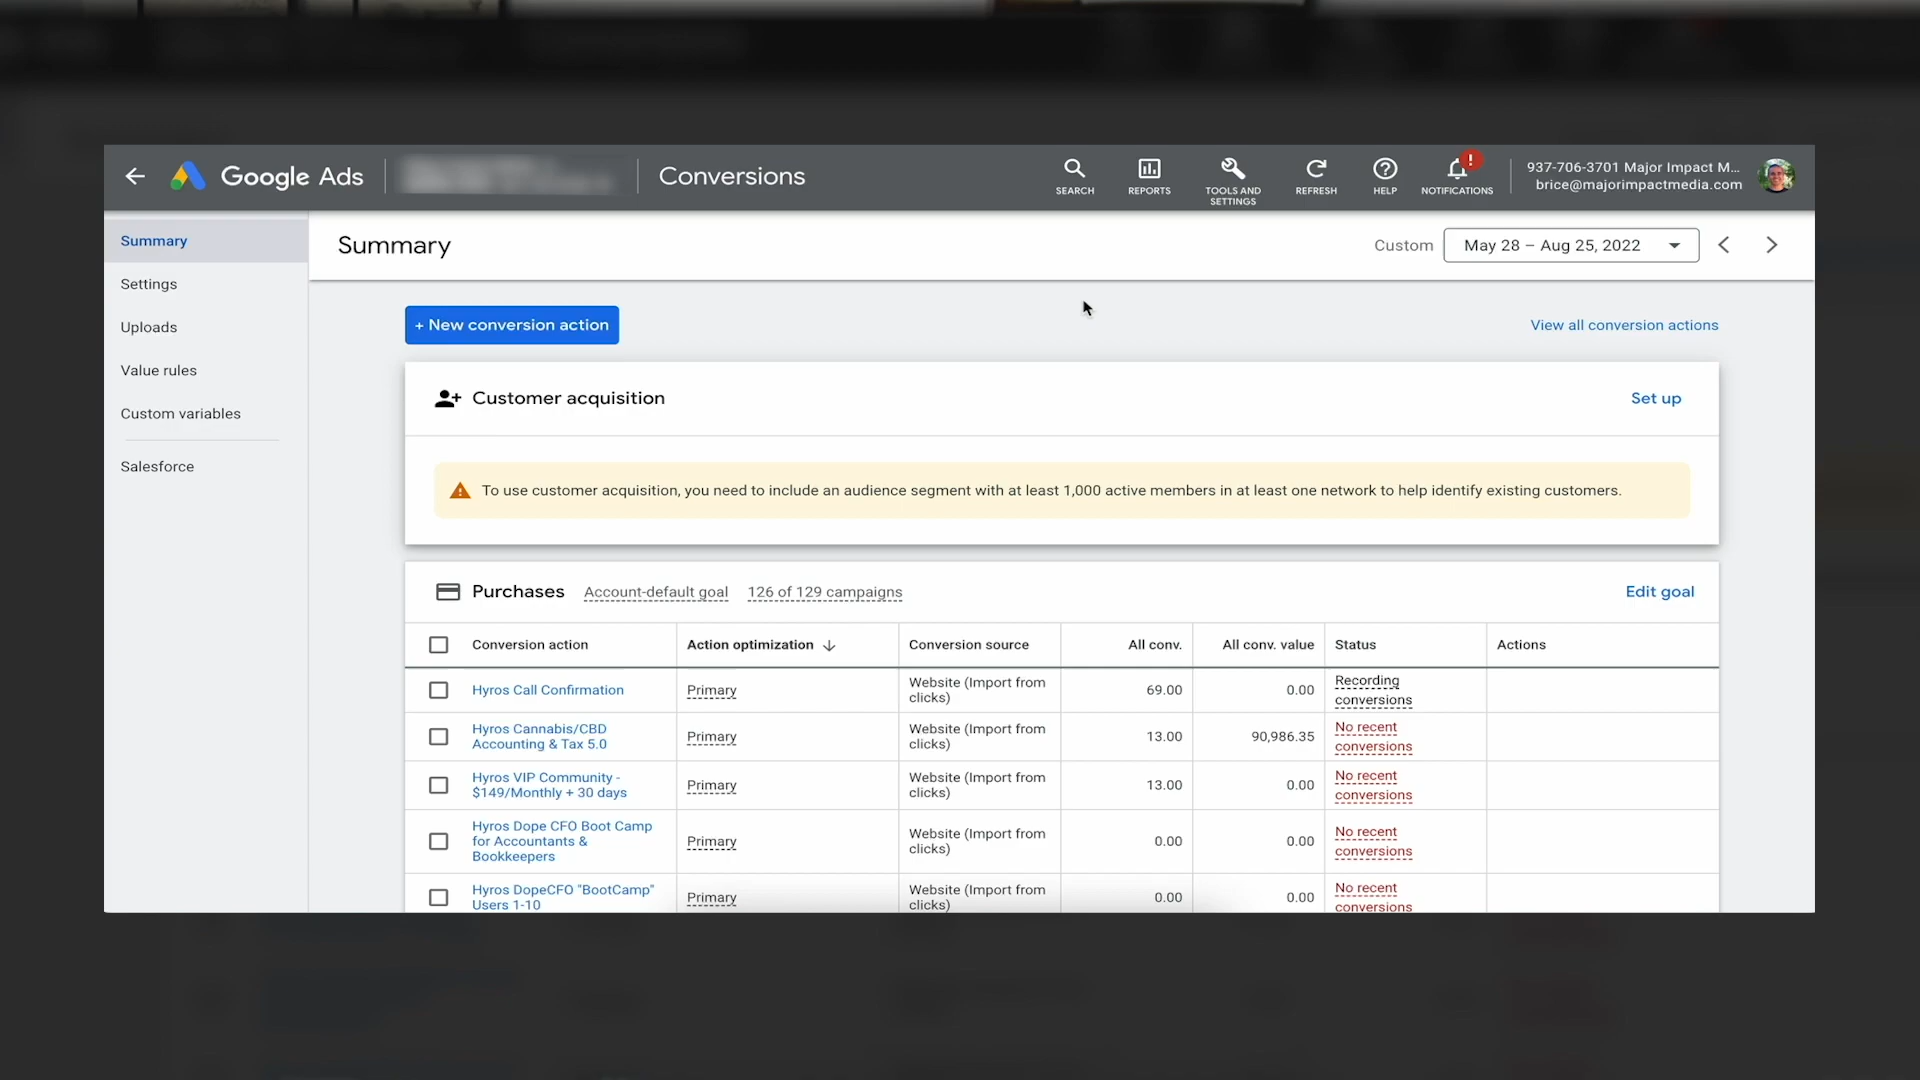 Google Ads
Conversions
SEARCH
REPORTS
TOOLS AND
SETTINGS
REFRESH
HELP
!
NOTIFICATIONS
937-706-3701 Major Impact M...
brice@majorimpactmedia.com
Summary
Settings
Uploads
Value rules
Custom variables
Salesforce
Summary
Custom
May 28 – Aug 25, 2022
+ New conversion action
View all conversion actions
Customer acquisition
Set up
To use customer acquisition, you need to include an audience segment with at least 1,000 active members in at least one network to help identify existing customers.
Purchases Account-default goal 126 of 129 campaigns
Edit goal
Conversion action Action optimization Conversion source All conv. All conv. value Status Actions
Hyros Call Confirmation
Primary
Website (Import from
clicks)
69.00
0.00
Recording
conversions
Hyros Cannabis/CBD
Accounting & Tax 5.0
Primary
Website (Import from
clicks)
13.00
90,986.35
No recent
conversions
Hyros VIP Community -
$149/Monthly + 30 days
Primary
Website (Import from
clicks)
13.00
0.00
No recent
conversions
Hyros Dope CFO Boot Camp
for Accountants &
Bookkeepers
Primary
Website (Import from
clicks)
0.00
0.00
No recent
conversions
Hyros DopeCFO "BootCamp"
Users 1-10
Primary
Website (Import from
clicks)
0.00
0.00
No recent
conversions